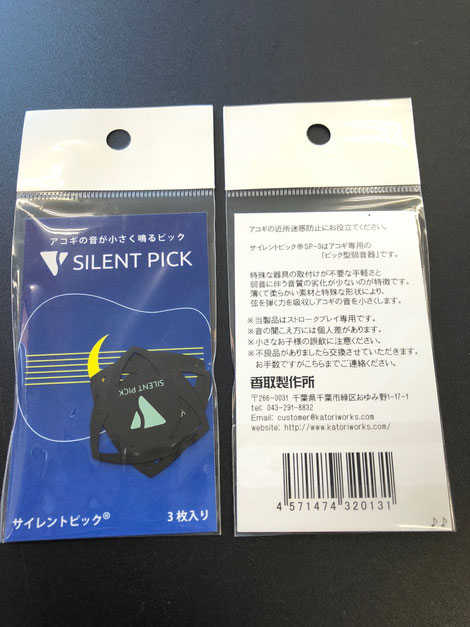 アコギの音が小さく鳴るピック
SILENT PICK
SILENT PICK
サイレントピック®
3枚入り
アコギの近所迷惑防止にお役立てください。
サイレントピック®SP-3はアコギ専用の
「ピック型弱音器」です。
特殊な器具の取付けが不要な手軽さと
弱音に伴う音質の劣化が少ないのが特徴です。
薄くて柔らかい素材と特殊な形状により、
弦を弾く力を吸収しアコギの音を小さくします。
※当製品はストロークプレイ専用です。
※音の聞こえ方には個人差があります。
※小さなお子様の誤飲に注意ください。
※不良品がありましたら交換させていただきます。
お手数ですがこちらまでご連絡ください。
香取製作所
〒266-0031 千葉県千葉市緑区おゆみ野1-17-1
tel: 043-291-8832
Email: customer@katoriworks.com
website: http://www.katoriworks.com/
4 571474 320131
♪♪